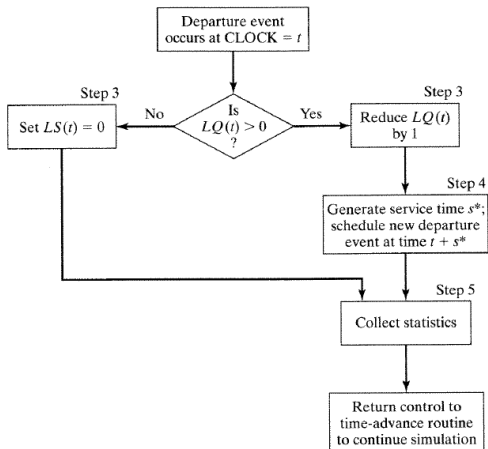 Departure event
occurs at CLOCK = t
Step 3
Set LS(t) = 0
No
Is
LQ(t) > 0
?
Yes
Step 3
Reduce LQ(t)
by 1
Step 4
Generate service time s*;
schedule new departure
event at time t + s*
Step 5
Collect statistics
Return control to
time-advance routine
to continue simulation